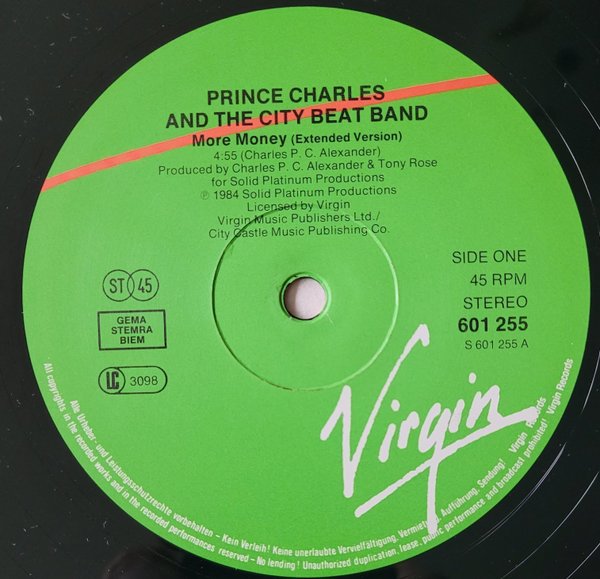 PRINCE CHARLES
AND THE CITY BEAT BAND
More Money (Extended Version)
4:55 (Charles P. C. Alexander)
Produced by Charles P. C. Alexander & Tony Rose
for Solid Platinum Productions
℗ 1984 Solid Platinum Productions
Licensed by Virgin
Virgin Music Publishers Ltd./
City Castle Music Publishing Co.
ST 45
GEMA
STEMRA
BIEM
LC 3098
SIDE ONE
45 RPM
STEREO
601 255
S 601 255 A
Virgin
Alle Urheber- und Leistungsschutzrechte vorbehalten – Kein Verleih! Keine unerlaubte Vervielfältigung, Vermietung, Aufführung, Sendung! Virgin Records
All copyrights in the recorded works and in the recorded performances reserved – No lending! Unauthorized duplication, lease, public performance and broadcast prohibited! Virgin Records